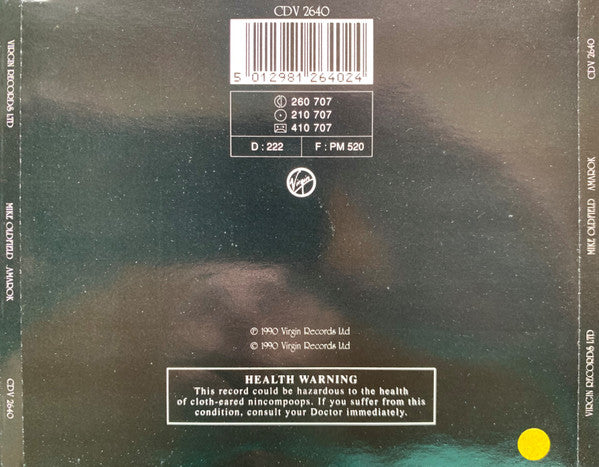 CDV 2640
5 012981 264024
260 707
210 707
410 707
D : 222 F : PM 520
Virgin
℗ 1990 Virgin Records Ltd
© 1990 Virgin Records Ltd
HEALTH WARNING
This record could be hazardous to the health
of cloth-eared nincompoops. If you suffer from this
condition, consult your Doctor immediately.
VIRGIN RECORDS LTD MIKE OLDFIELD AMAROK CDV 2640
CDV 2640 MIKE OLDFIELD AMAROK VIRGIN RECORDS LTD